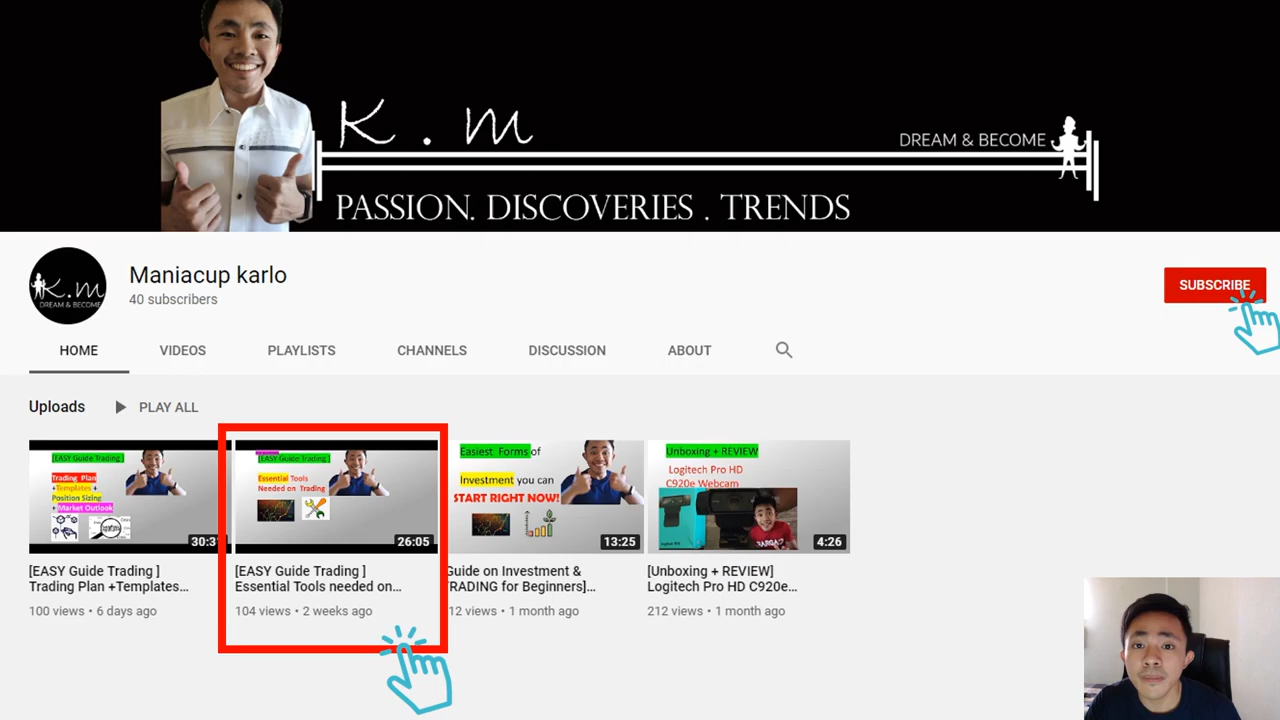 K . m
DREAM & BECOME
PASSION. DISCOVERIES . TRENDS
K.m
DREAM & BECOME
Maniacup karlo
40 subscribers
SUBSCRIBE
HOME VIDEOS PLAYLISTS CHANNELS DISCUSSION ABOUT
Uploads PLAY ALL
[EASY Guide Trading ]
Trading Plan
+Templates +
Position Sizing
+ Market Outlook
30:3
[EASY Guide Trading ]
Trading Plan +Templates...
100 views • 6 days ago
[EASY Guide Trading ]
Essential Tools
Needed on Trading
26:05
[EASY Guide Trading ]
Essential Tools needed on...
104 views • 2 weeks ago
Easiest Forms of
Investment you can
START RIGHT NOW!
13:25
Guide on Investment &
TRADING for Beginners]...
12 views • 1 month ago
Unboxing + REVIEW
Logitech Pro HD
C920e Webcam
4:26
[Unboxing + REVIEW]
Logitech Pro HD C920e...
212 views • 1 month ago